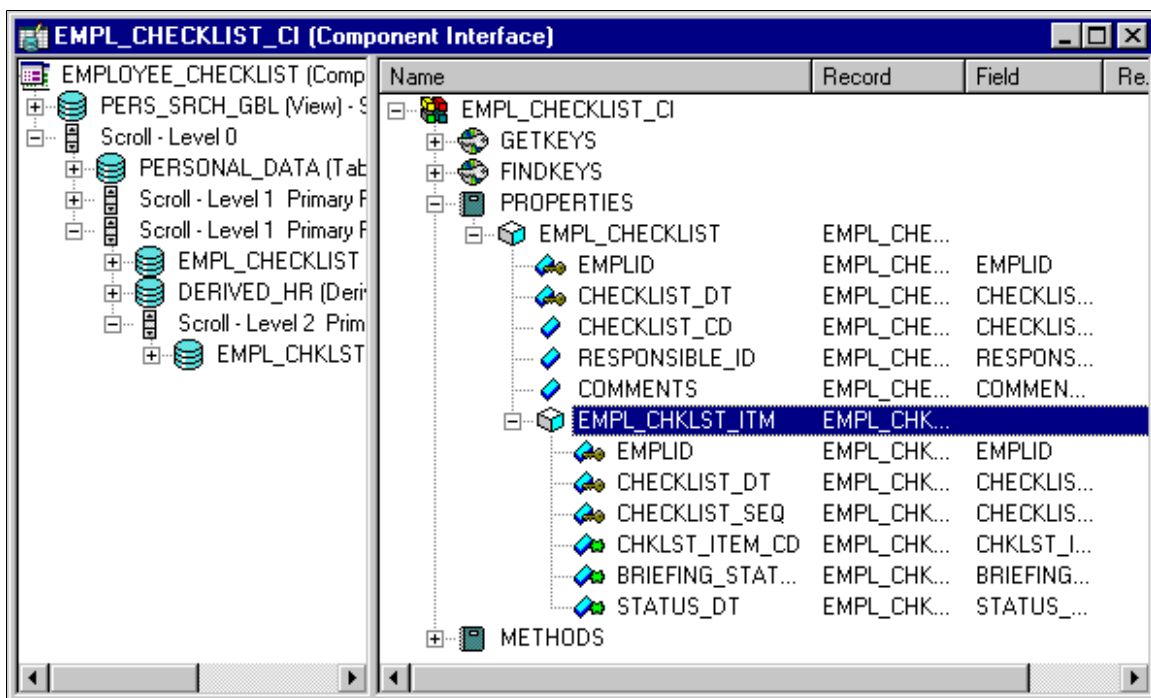 EMPL_CHECKLIST_CI (Component Interface)
EMPLOYEE_CHECKLIST (Comp
PERS_SRCH_GBL (View) - S
Scroll - Level 0
PERSONAL_DATA (Tab
Scroll - Level 1 Primary R
Scroll - Level 1 Primary R
EMPL_CHECKLIST
DERIVED_HR (Deri
Scroll - Level 2 Prim
EMPL_CHKLST
Name Record Field Re.
EMPL_CHECKLIST_CI
GETKEYS
FINDKEYS
PROPERTIES
EMPL_CHECKLIST EMPL_CHE...
EMPLID EMPL_CHE... EMPLID
CHECKLIST_DT EMPL_CHE... CHECKLIS...
CHECKLIST_CD EMPL_CHE... CHECKLIS...
RESPONSIBLE_ID EMPL_CHE... RESPONS...
COMMENTS EMPL_CHE... COMMEN...
EMPL_CHKLST_ITM EMPL_CHK...
EMPLID EMPL_CHK... EMPLID
CHECKLIST_DT EMPL_CHK... CHECKLIS...
CHECKLIST_SEQ EMPL_CHK... CHECKLIS...
CHKLST_ITEM_CD EMPL_CHK... CHKLST_I...
BRIEFING_STAT... EMPL_CHK... BRIEFING...
STATUS_DT EMPL_CHK... STATUS_...
METHODS